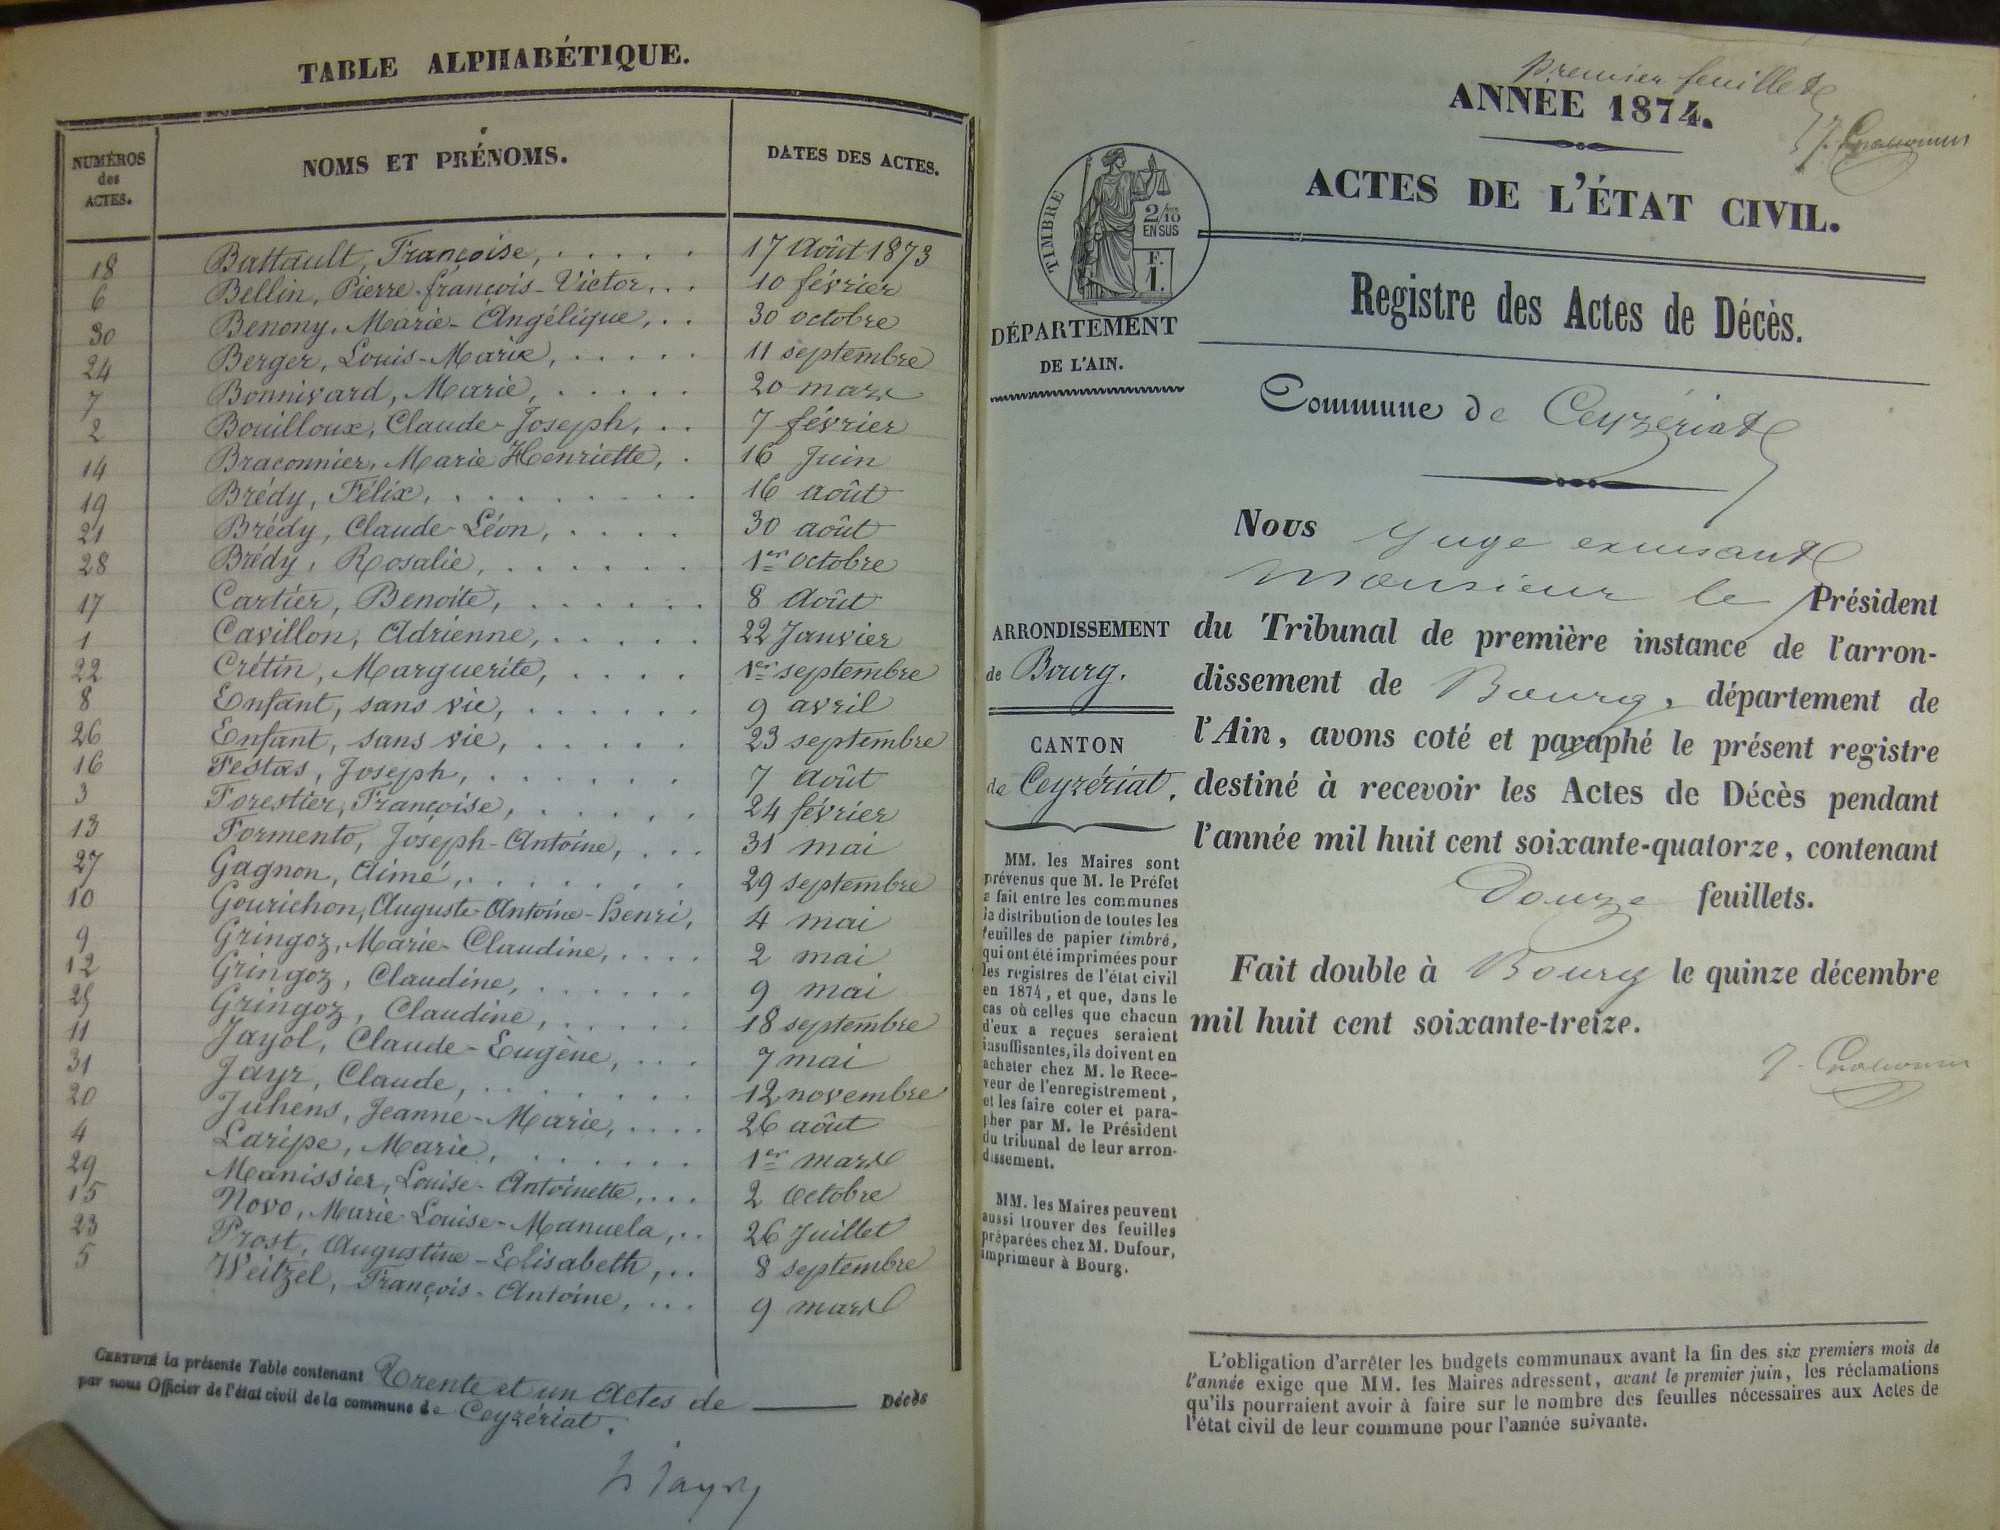 TABLE ALPHABÉTIQUE.
NUMÉROS des ACTES. NOMS ET PRÉNOMS. DATES DES ACTES.
18 Battault, Françoise, 17 Août 1873
6 Bellin, Pierre-françois-Victor, 10 février
30 Benony, Marie-Angélique, 30 octobre
24 Berger, Louis-Marie, 11 septembre
7 Bonnivard, Marie, 20 mars
2 Bouilloux, Claude-Joseph, 7 février
14 Braconnier, Marie Henriette, 16 Juin
19 Brédy, Félix, 16 août
21 Brédy, Claude-Léon, 30 août
28 Brédy, Rosalie, 1er octobre
17 Cartier, Benoite, 8 Août
1 Cavillon, Adrienne, 22 Janvier
22 Crétin, Marguerite, 1er septembre
8 Enfant, sans vie, 9 avril
26 Enfant, sans vie, 23 septembre
16 Festas, Joseph, 7 août
3 Forestier, Françoise, 24 février
13 Formento, Joseph-Antoine, 31 mai
27 Gagnon, Aimé, 29 septembre
10 Gourichon, Auguste-Antoine-Henri, 4 mai
9 Gringoz, Marie-Claudine, 2 mai
12 Gringoz, Claudine, 9 mai
25 Gringoz, Claudine, 18 septembre
11 Jayol, Claude-Eugène, 7 mai
31 Jayr, Claude, 12 novembre
20 Juhens, Jeanne-Marie, 26 août
4 Laripe, Marie, 1er mars
29 Manissier, Louise-Antoinette, 2 Octobre
15 Novo, Marie-Louise-Manuela, 26 Juillet
23 Prost, Augustine-Elisabeth, 8 septembre
5 Weitzel, François-Antoine, 9 mars
CERTIFIÉ la présente Table contenant Trente et un Actes de Décès
par nous Officier de l'état civil de la commune de Ceyzériat.
premier feuillet
ANNÉE 1874.
ACTES DE L'ÉTAT CIVIL.
TIMBRE
2/10
EN SUS
F.
1.
Registre des Actes de Décès.
DÉPARTEMENT
DE L'AIN.
Commune de Ceyzériat
ARRONDISSEMENT
de Bourg.
CANTON
de Ceyzériat.
MM. les Maires sont
prévenus que M. le Préfet
a fait entre les communes
la distribution de toutes les
feuilles de papier timbré,
qui ont été imprimées pour
les registres de l'état civil
en 1874, et que, dans le
cas où celles que chacun
d'eux a reçues seraient
insuffisantes, ils doivent en
acheter chez M. le Rece-
veur de l'enregistrement,
et les faire coter et para-
pher par M. le Président
du tribunal de leur arron-
dissement.
MM. les Maires peuvent
aussi trouver des feuilles
préparées chez M. Dufour,
imprimeur à Bourg.
Nous Juge
Monsieur le Président
du Tribunal de première instance de l'arron-
dissement de Bourg, département de
l'Ain, avons coté et paraphé le présent registre
destiné à recevoir les Actes de Décès pendant
l'année mil huit cent soixante-quatorze, contenant
Douze feuillets.
Fait double à Bourg le quinze décembre
mil huit cent soixante-treize.
L'obligation d'arrêter les budgets communaux avant la fin des six premiers mois de
l'année exige que MM. les Maires adressent, avant le premier juin, les réclamations
qu'ils pourraient avoir à faire sur le nombre des feuilles nécessaires aux Actes de
l'état civil de leur commune pour l'année suivante.